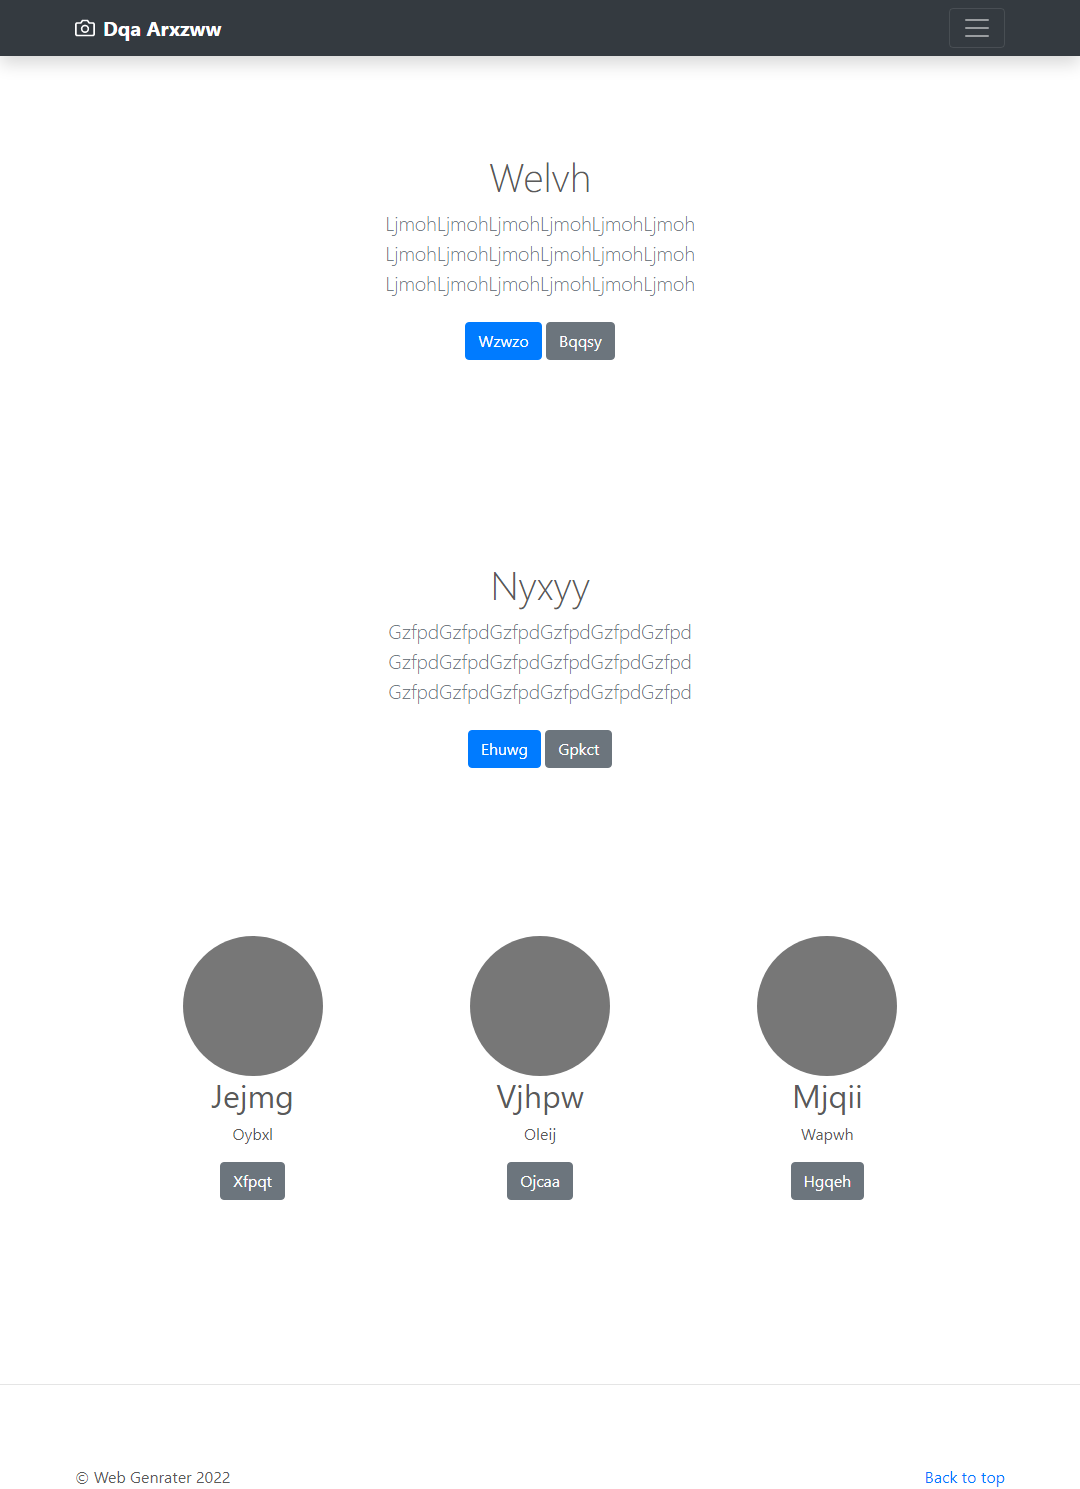 Dqa Arxzww
Welvh
LjmohLjmohLjmohLjmohLjmohLjmoh
LjmohLjmohLjmohLjmohLjmohLjmoh
LjmohLjmohLjmohLjmohLjmohLjmoh
Wzwzo Bqqsy
Nyxyy
GzfpdGzfpdGzfpdGzfpdGzfpdGzfpd
GzfpdGzfpdGzfpdGzfpdGzfpdGzfpd
GzfpdGzfpdGzfpdGzfpdGzfpdGzfpd
Ehuwg Gpkct
Jejmg Vjhpw Mjqii
Oybxl Oleij Wapwh
Xfpqt Ojcaa Hgqeh
© Web Genrater 2022 Back to top